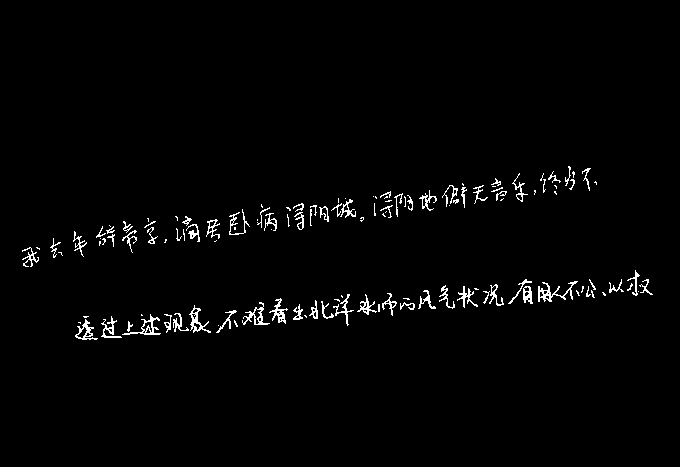 我去年辞帝京,滴居卧病浔阳城。浔阳地僻无音乐,终岁不
透过上述现象,不难看出北洋水师的风气状况,有不公、以权